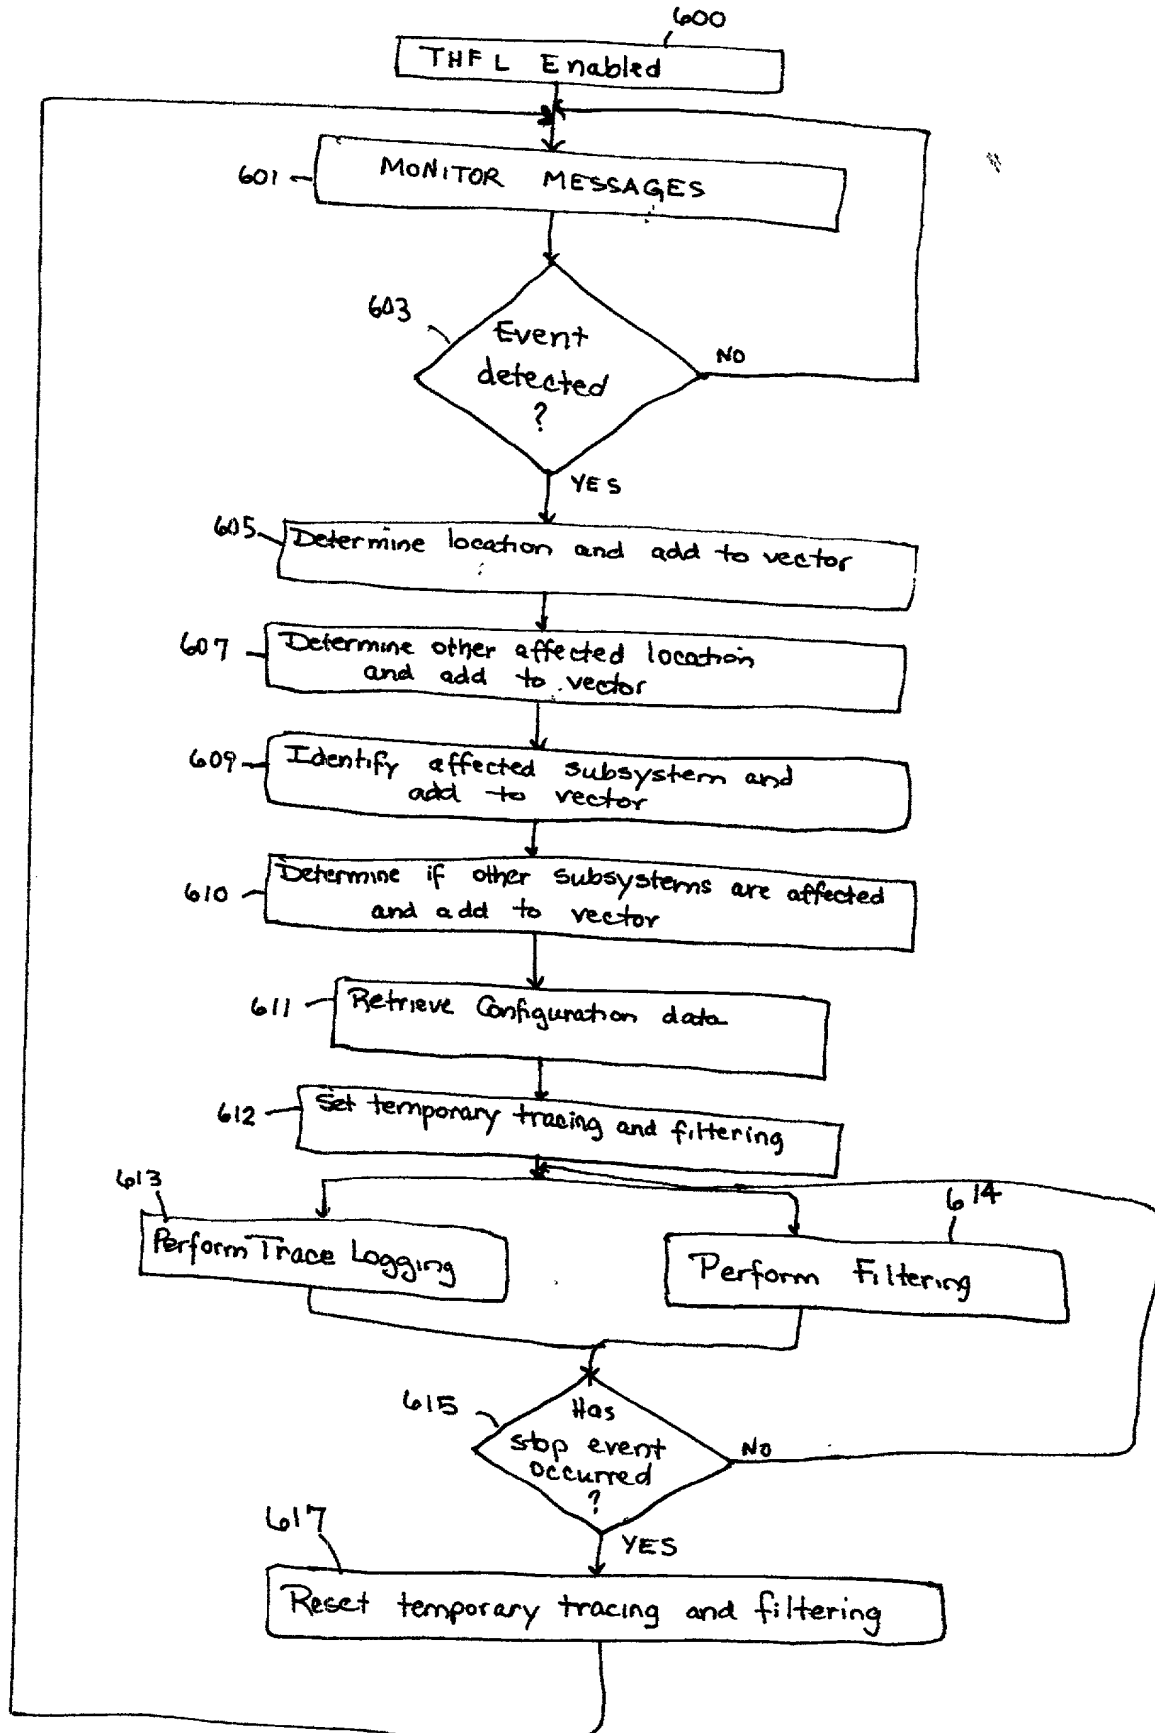 600
THFL Enabled
601
MONITOR MESSAGES
603
Event
detected
?
NO
YES
605
Determine location and add to vector
607
Determine other affected location
and add to vector
609
Identify affected subsystem and
add to vector
610
Determine if other subsystems are affected
and add to vector
611
Retrieve Configuration data
612
Set temporary tracing and filtering
613
Perform Trace Logging
614
Perform Filtering
615
Has
stop event
occurred
?
NO
YES
617
Reset temporary tracing and filtering